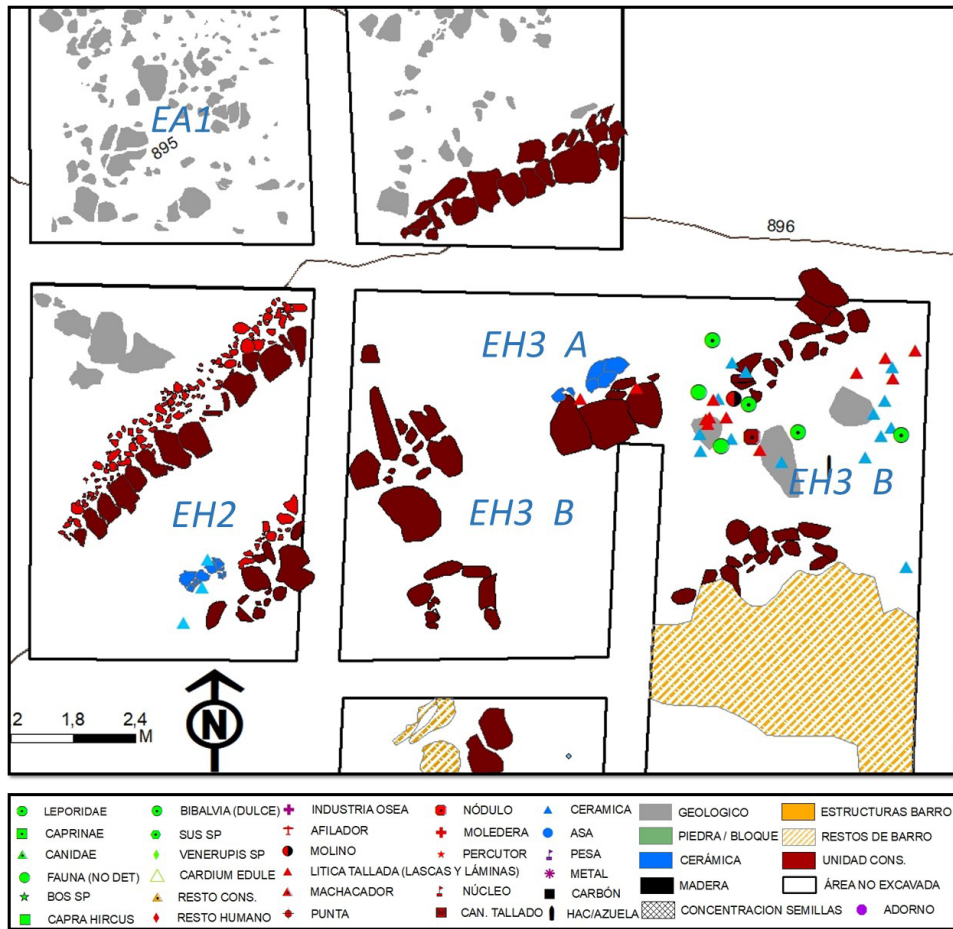 EA1
895
896
EH3 A
EH2
EH3 B
EH3 B
N
2 1,8 2,4
M
LEPORIDAE
CAPRINAE
CANIDAE
FAUNA (NO DET)
BOS SP
CAPRA HIRCUS
BIBALVIA (DULCE)
SUS SP
VENERUPIS SP
CARDIUM EDULE
RESTO CONS.
RESTO HUMANO
INDUSTRIA OSEA
AFILADOR
MOLINO
LITICA TALLADA (LASCAS Y LÁMINAS)
MACHACADOR
PUNTA
NÓDULO
MOLEDERA
PERCUTOR
NÚCLEO
CAN. TALLADO
CERAMICA
ASA
PESA
METAL
CARBÓN
HAC/AZUELA
GEOLOGICO
PIEDRA / BLOQUE
CERÁMICA
MADERA
CONCENTRACION SEMILLAS
ESTRUCTURAS BARRO
RESTOS DE BARRO
UNIDAD CONS.
ÁREA NO EXCAVADA
ADORNO